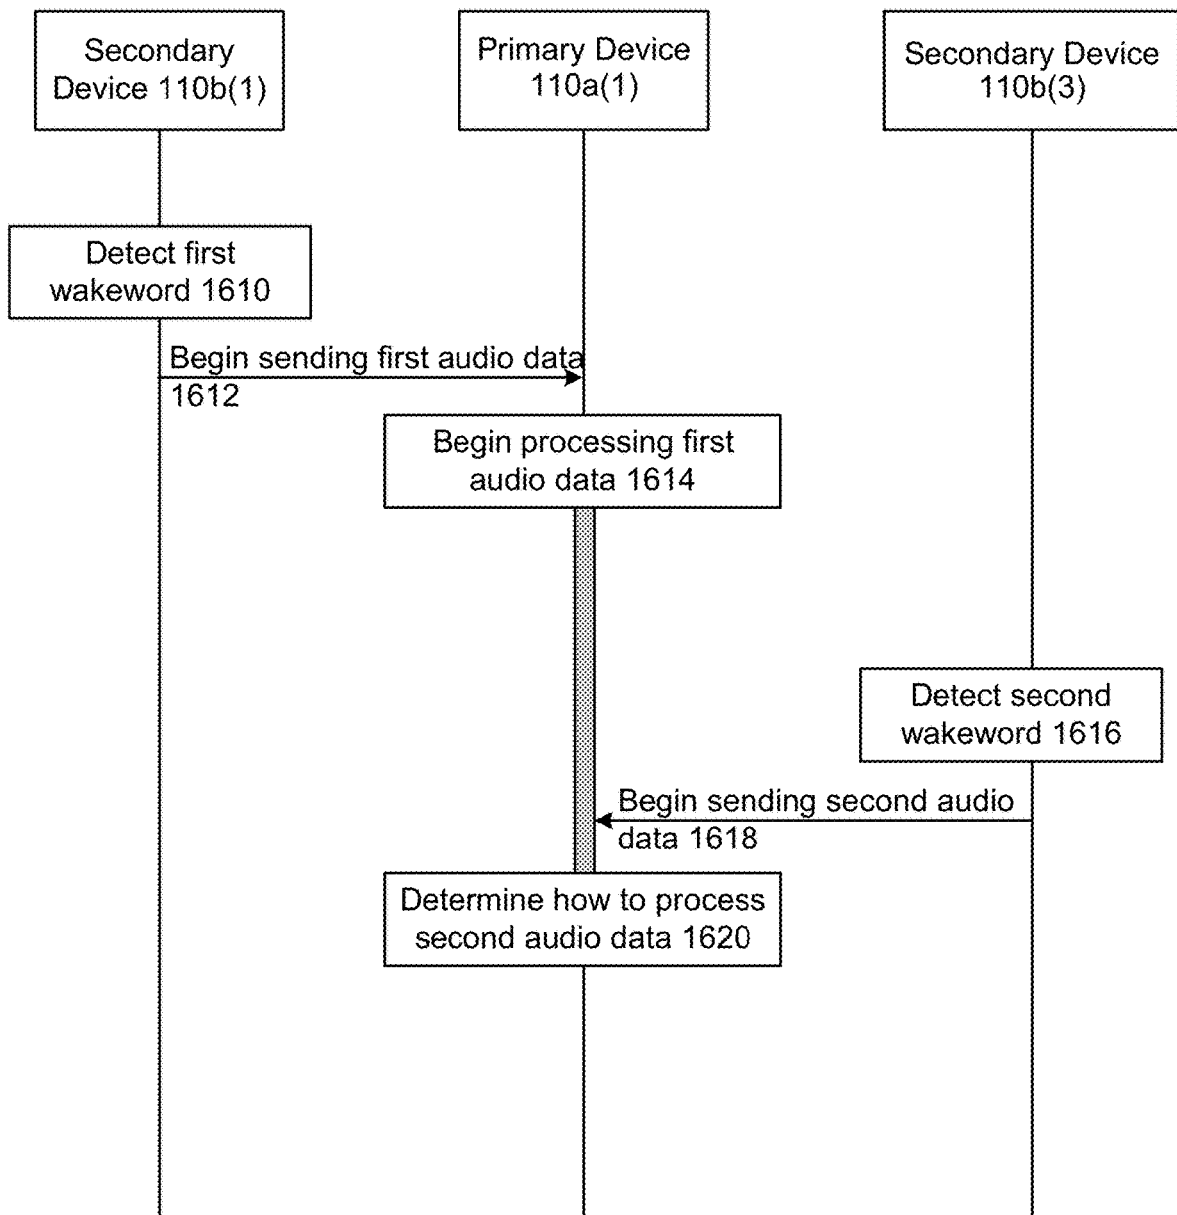 Secondary
Device 110b(1)
Primary Device
110a(1)
Secondary Device
110b(3)
Detect first
wakeword 1610
Begin sending first audio data
1612
Begin processing first
audio data 1614
Detect second
wakeword 1616
Begin sending second audio
data 1618
Determine how to process
second audio data 1620